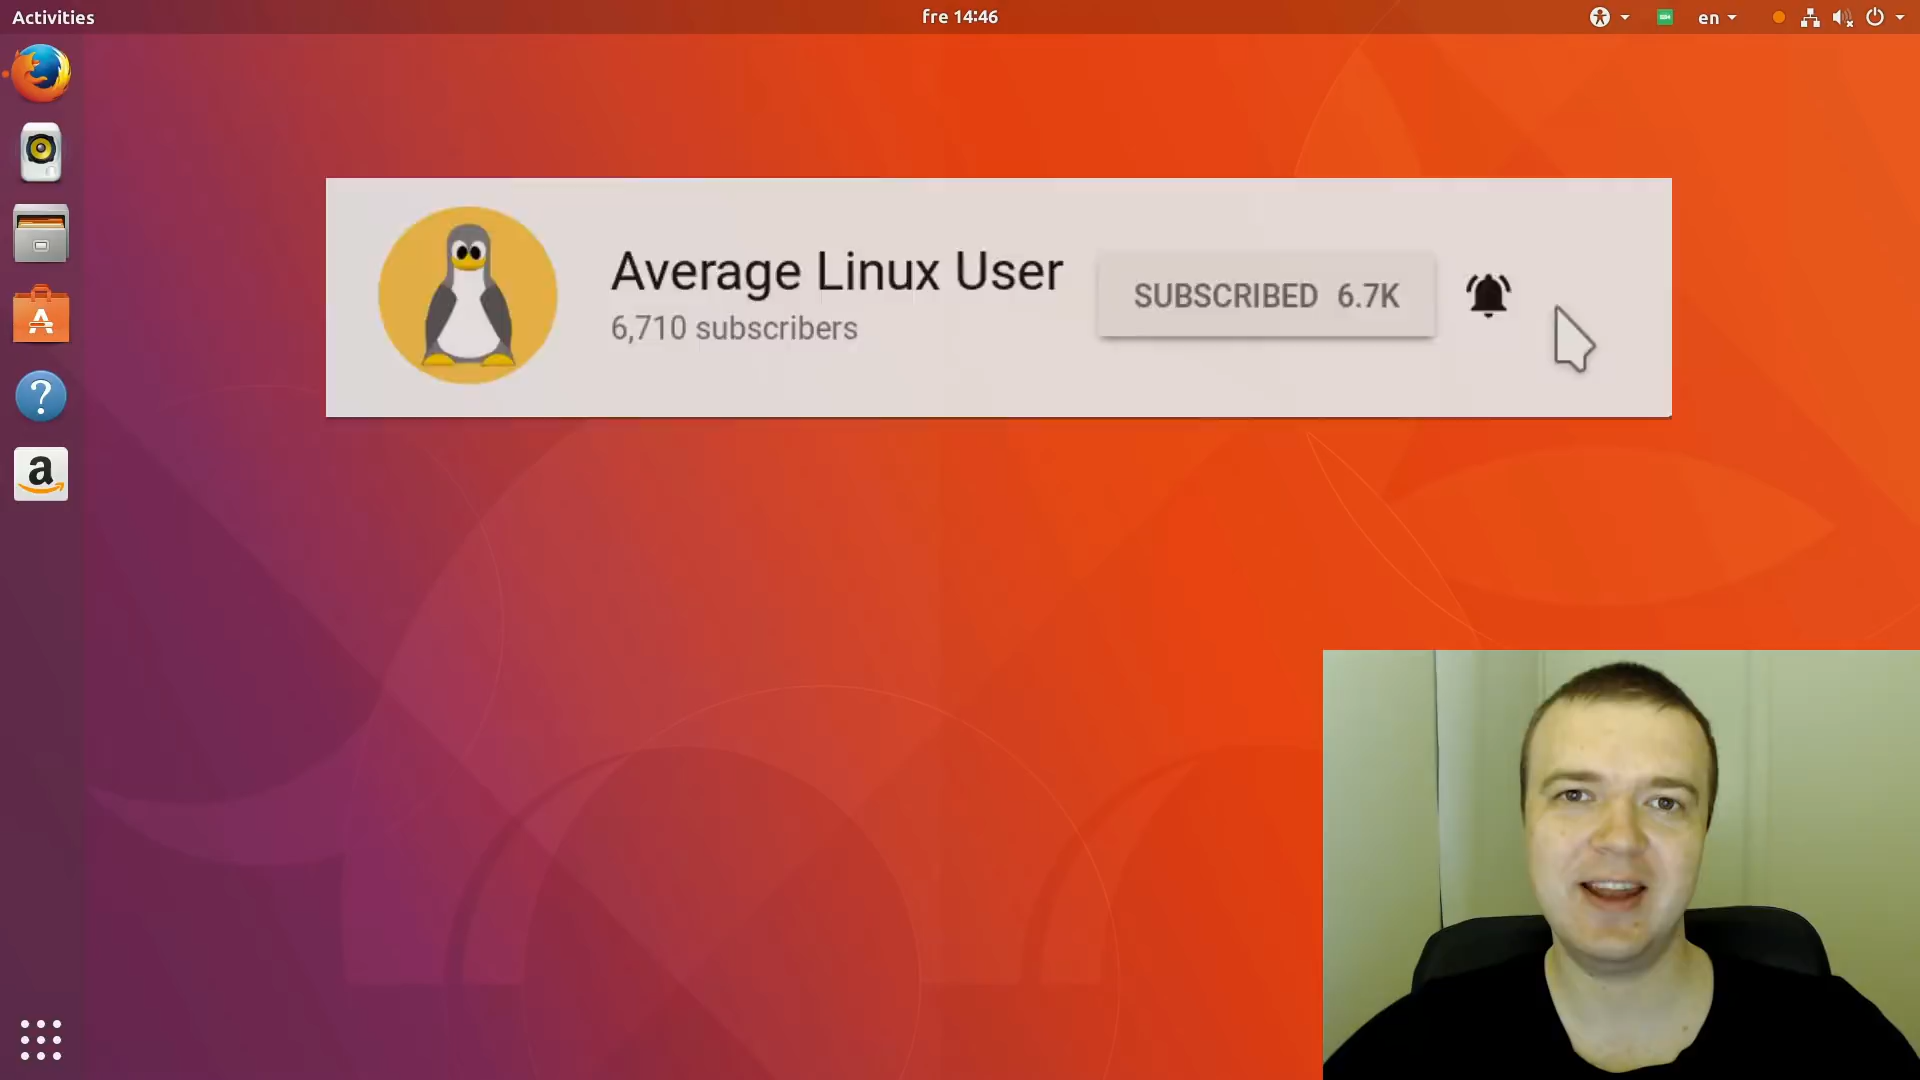 Activities
fre 14:46
en
Average Linux User
6,710 subscribers
SUBSCRIBED 6.7K